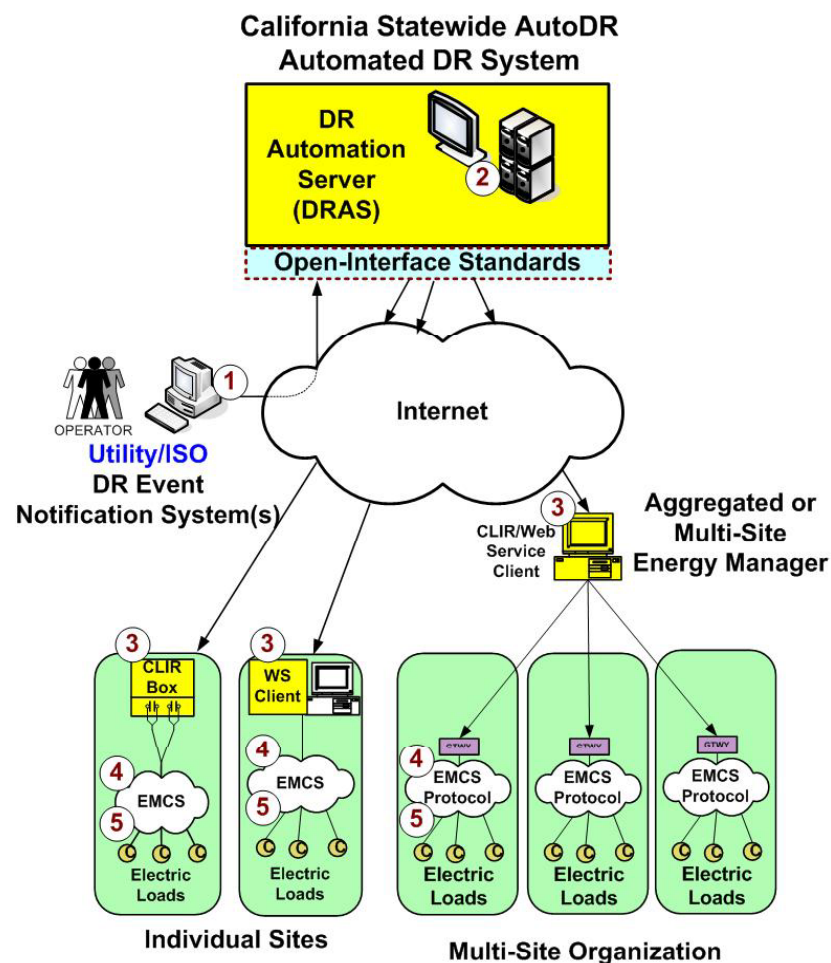 California Statewide AutoDR
Automated DR System
DR
Automation
Server
(DRAS)
2
Open-Interface Standards
Internet
1
OPERATOR
Utility/ISO
DR Event
Notification System(s)
3
CLIR/Web
Service
Client
Aggregated or
Multi-Site
Energy Manager
3
CLIR
Box
4
EMCS
5
C C C
Electric
Loads
3
WS
Client
4
EMCS
5
C C C
Electric
Loads
Individual Sites
GTWY
4
EMCS
Protocol
5
C C C
Electric
Loads
GTWY
EMCS
Protocol
C C C
Electric
Loads
GTWY
EMCS
Protocol
C C C
Electric
Loads
Multi-Site Organization